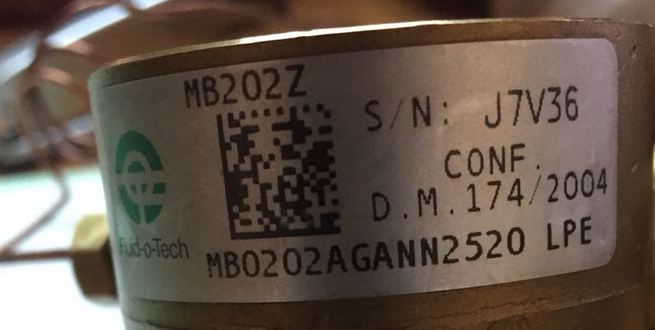 MB202Z
S/N: J7V36
CONF.
D.M.174/2004
Fluid-o-Tech
MB0202AGANN2520 LPE